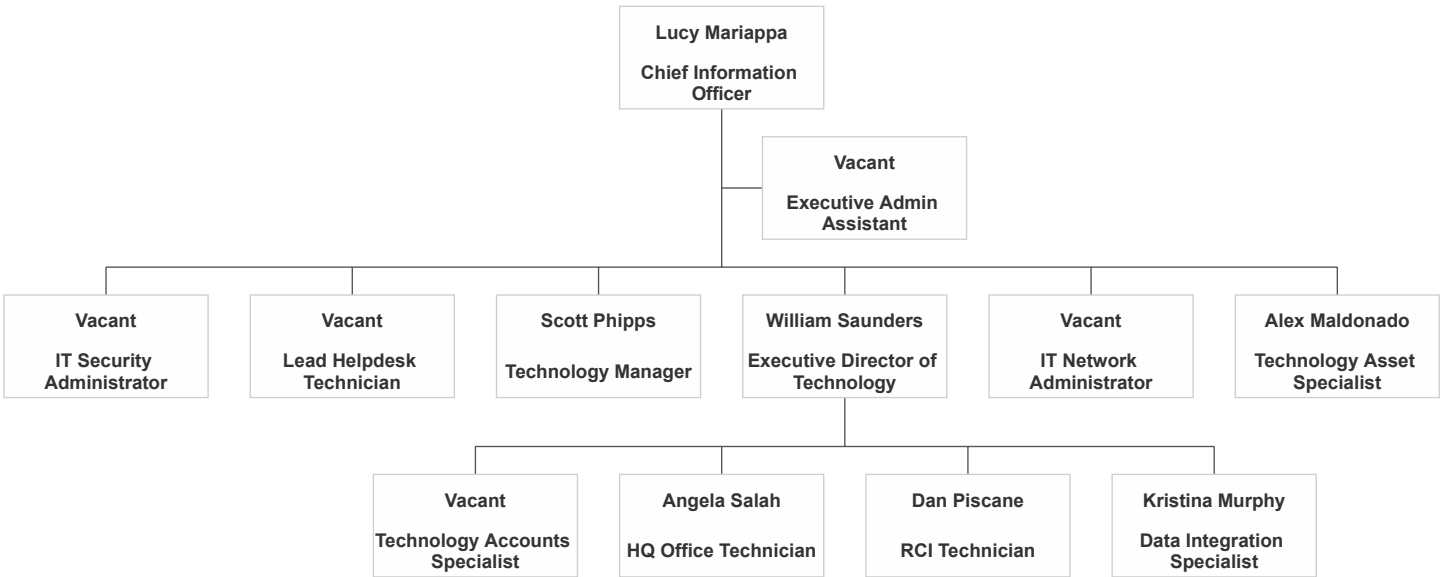 Lucy Mariappa
Chief Information
Officer
Vacant
Executive Admin
Assistant
Vacant
IT Security
Administrator
Vacant
Lead Helpdesk
Technician
Scott Phipps
Technology Manager
William Saunders
Executive Director of
Technology
Vacant
IT Network
Administrator
Alex Maldonado
Technology Asset
Specialist
Vacant
Technology Accounts
Specialist
Angela Salah
HQ Office Technician
Dan Piscane
RCI Technician
Kristina Murphy
Data Integration
Specialist